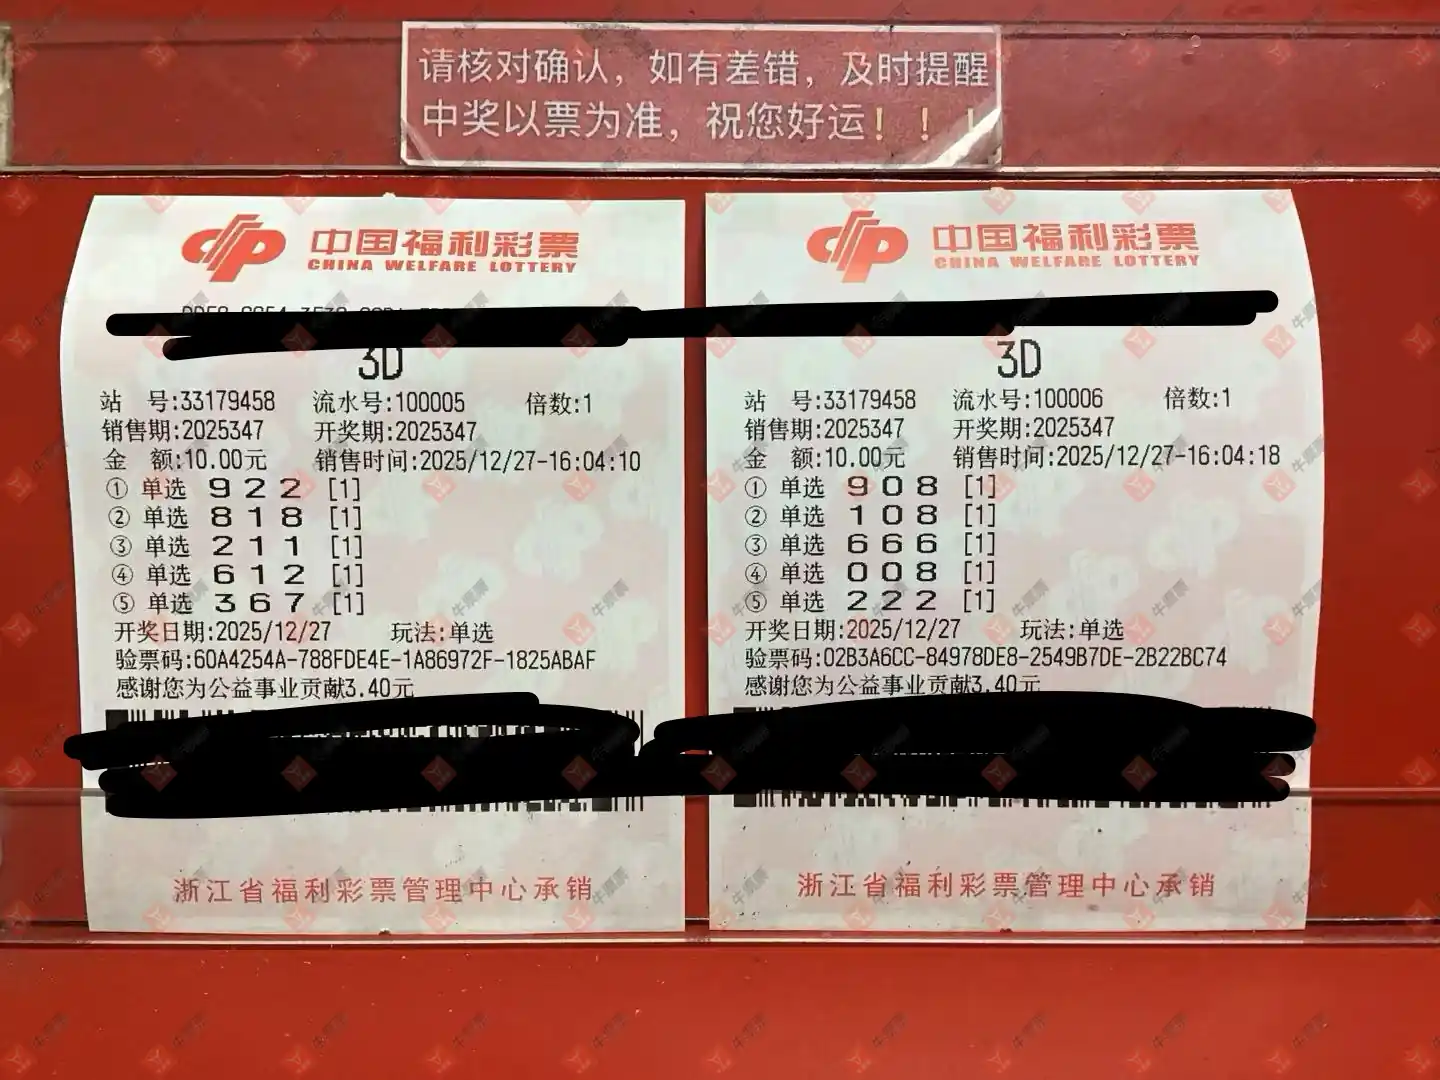 请核对确认，如有差错，及时提醒
中奖以票为准，祝您好运！！！
中国福利彩票
CHINA WELFARE LOTTERY
3D
站 号:33179458 流水号:100005 倍数:1
销售期:2025347 开奖期:2025347
金 额:10.00元 销售时间:2025/12/27-16:04:10
① 单选 9 2 2 [1]
② 单选 8 1 8 [1]
③ 单选 2 1 1 [1]
④ 单选 6 1 2 [1]
⑤ 单选 3 6 7 [1]
开奖日期:2025/12/27 玩法:单选
验票码:60A4254A-788FDE4E-1A86972F-1825ABAF
感谢您为公益事业贡献3.40元
浙江省福利彩票管理中心承销
中国福利彩票
CHINA WELFARE LOTTERY
3D
站 号:33179458 流水号:100006 倍数:1
销售期:2025347 开奖期:2025347
金 额:10.00元 销售时间:2025/12/27-16:04:18
① 单选 9 0 8 [1]
② 单选 1 0 8 [1]
③ 单选 6 6 6 [1]
④ 单选 0 0 8 [1]
⑤ 单选 2 2 2 [1]
开奖日期:2025/12/27 玩法:单选
验票码:02B3A6CC-84978DE8-2549B7DE-2B22BC74
感谢您为公益事业贡献3.40元
浙江省福利彩票管理中心承销